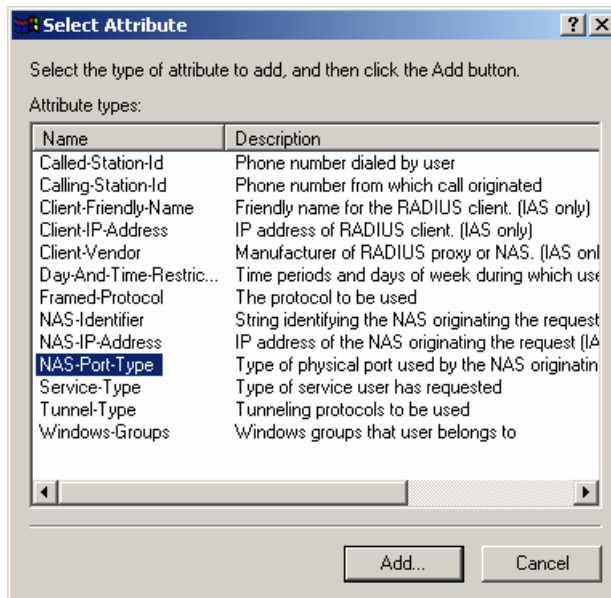 Select Attribute
Select the type of attribute to add, and then click the Add button.
Attribute types:
Name Description
Called-Station-Id Phone number dialed by user
Calling-Station-Id Phone number from which call originated
Client-Friendly-Name Friendly name for the RADIUS client. (IAS only)
Client-IP-Address IP address of RADIUS client. (IAS only)
Client-Vendor Manufacturer of RADIUS proxy or NAS. (IAS onl
Day-And-Time-Restric... Time periods and days of week during which use
Framed-Protocol The protocol to be used
NAS-Identifier String identifying the NAS originating the request
NAS-IP-Address IP address of the NAS originating the request (IA
NAS-Port-Type Type of physical port used by the NAS originatin
Service-Type Type of service user has requested
Tunnel-Type Tunneling protocols to be used
Windows-Groups Windows groups that user belongs to
Add... Cancel